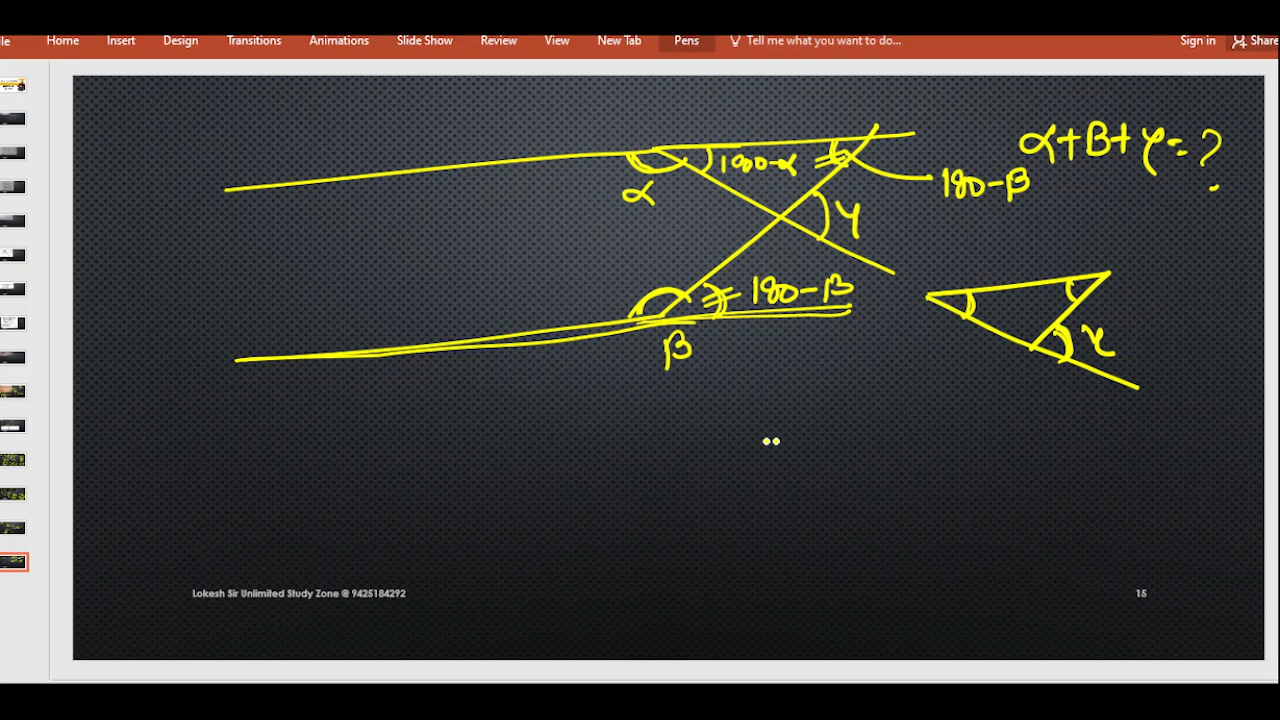 Home Insert Design Transitions Animations Slide Show Review View New Tab Pens Tell me what you want to do... Sign in Share
α+β+γ=?
180-α
180-β
α
γ
180-β
β
x
Lokesh Sir Unlimited Study Zone @ 9425184292
15